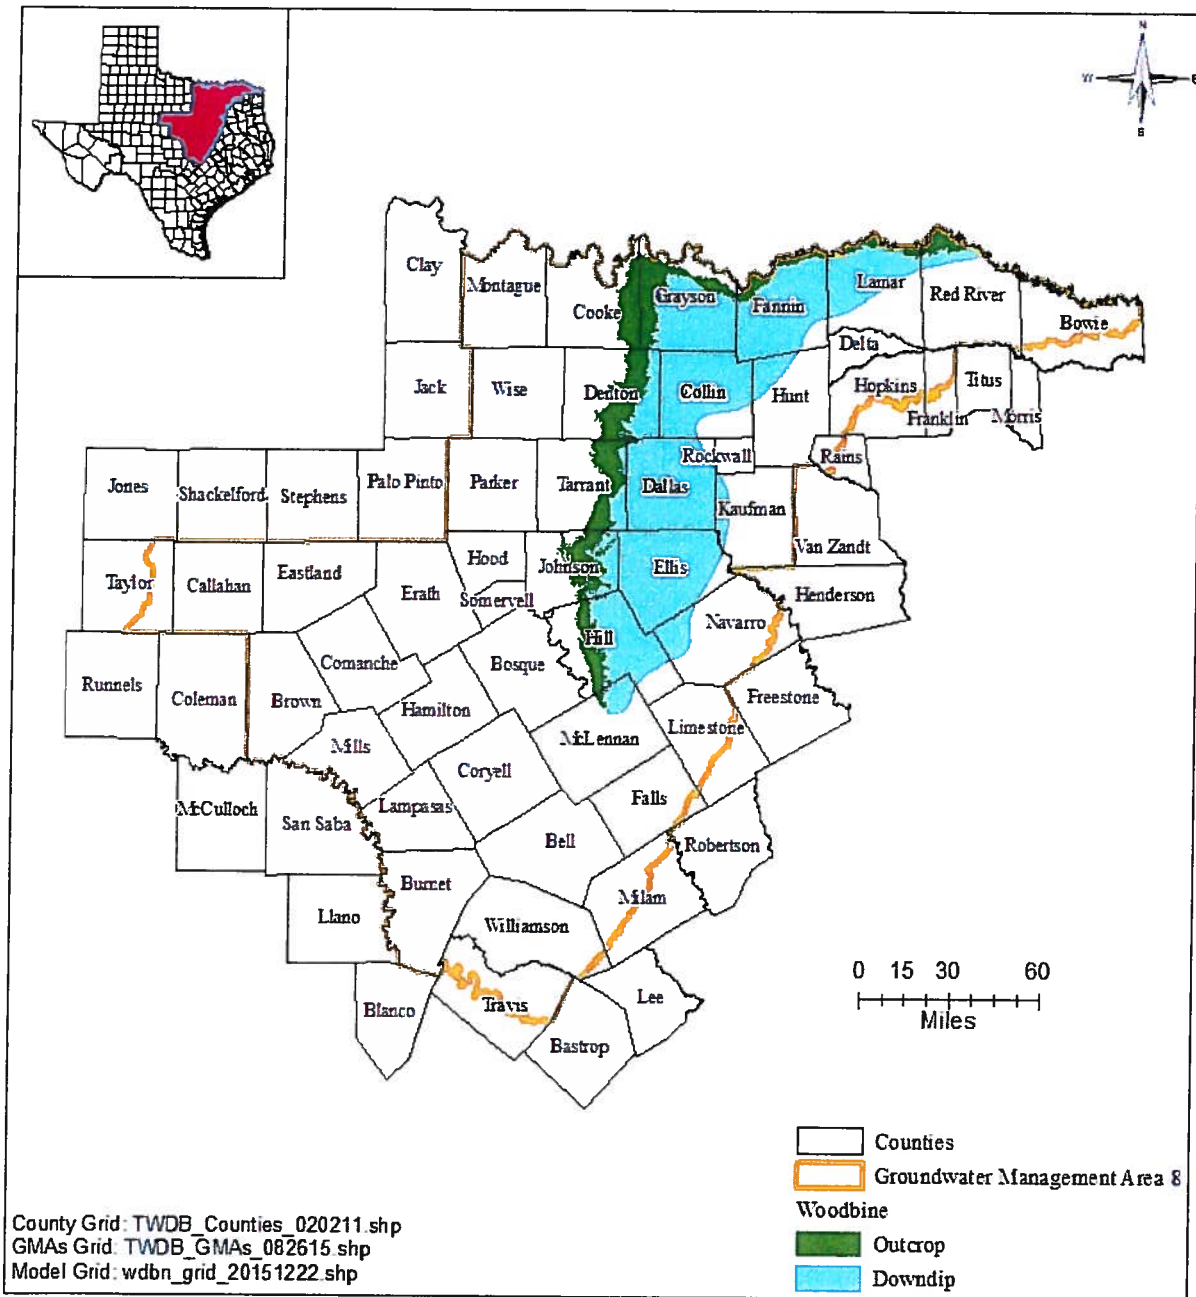 N
W
E
S
Clay
Montague
Cooke
Grayson
Fannin
Lamar
Red River
Bowie
Delta
Jack
Wise
Denton
Collin
Hunt
Hopkins
Titus
Franklin
Morris
Rains
Rockwall
Jones
Shackelford
Stephens
Palo Pinto
Parker
Tarrant
Dallas
Kaufman
Van Zandt
Taylor
Callahan
Eastland
Erath
Hood
Somervell
Johnson
Ellis
Henderson
Navarro
Runnels
Coleman
Brown
Comanche
Hamilton
Bosque
Hill
Freestone
Limestone
McLennan
Mills
Coryell
Lampasas
Falls
McCulloch
San Saba
Bell
Robertson
Burnet
Milam
Llano
Williamson
Blanco
Travis
Lee
Bastrop
0 15 30 60
Miles
Counties
Groundwater Management Area 8
Woodbine
Outcrop
Downdip
County Grid: TWDB_Counties_020211.shp
GMAs Grid: TWDB_GMAs_082615.shp
Model Grid: wdbn_grid_20151222.shp